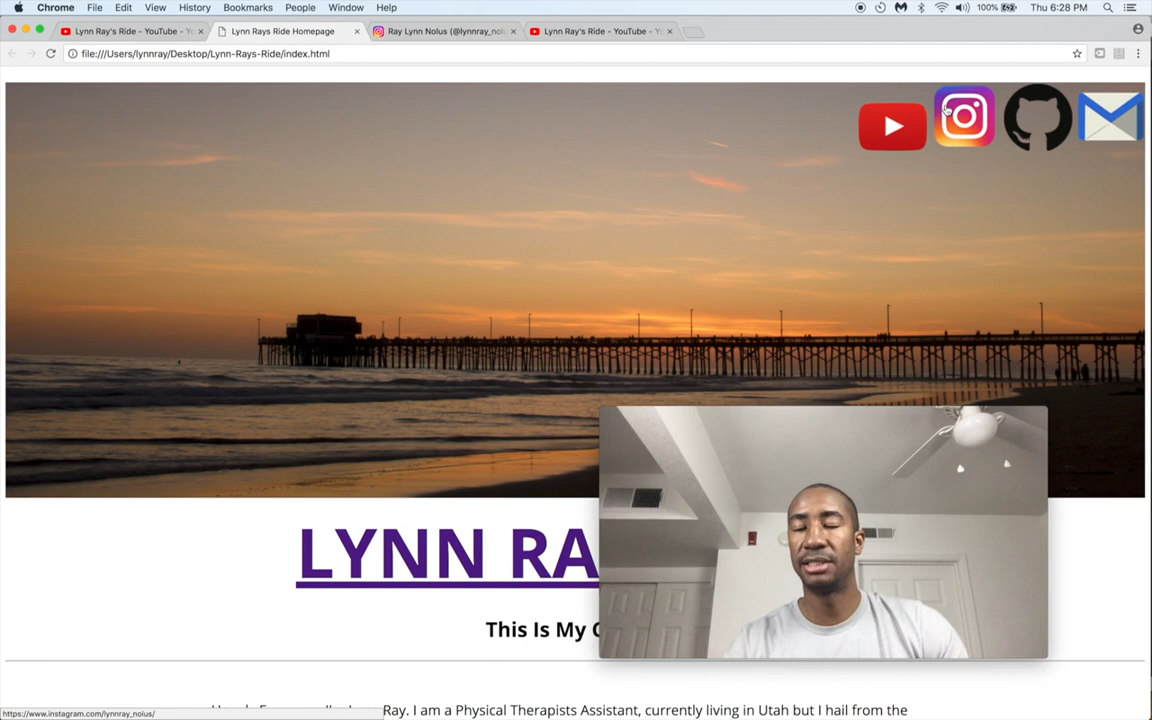 Chrome File Edit View History Bookmarks People Window Help 100% Thu 6:28 PM
Lynn Ray's Ride - YouTube - Yo Lynn Rays Ride Homepage Ray Lynn Nolus (@lynnray_nol Lynn Ray's Ride - YouTube - Yo
file:///Users/lynnray/Desktop/Lynn-Rays-Ride/index.html
LYNN RA
This Is My
Ray. I am a Physical Therapists Assistant, currently living in Utah but I hail from the
https://www.instagram.com/lynnray_nolus/